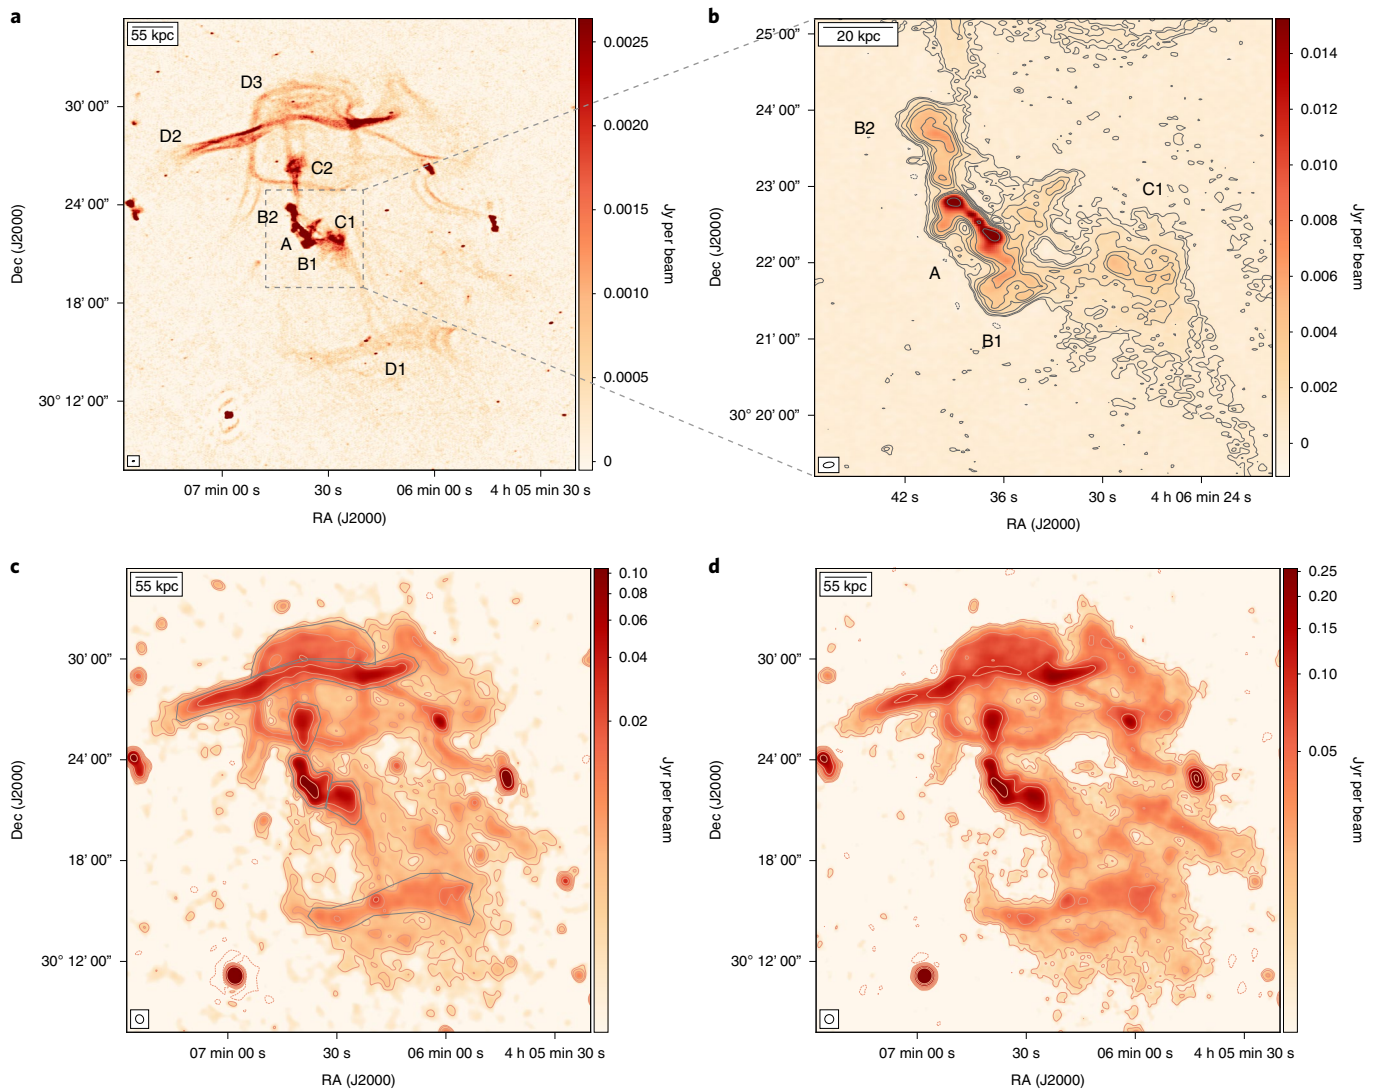 a
55 kpc
D3
D2
C2
B2
C1
A
B1
D1
30′ 00″
24′ 00″
18′ 00″
30° 12′ 00″
Dec (J2000)
07 min 00 s
30 s
06 min 00 s
4 h 05 min 30 s
RA (J2000)
0.0025
0.0020
0.0015
0.0010
0.0005
0
Jy per beam
b
20 kpc
B2
C1
A
B1
25′ 00″
24′ 00″
23′ 00″
22′ 00″
21′ 00″
30° 20′ 00″
Dec (J2000)
42 s
36 s
30 s
4 h 06 min 24 s
RA (J2000)
0.014
0.012
0.010
0.008
0.006
0.004
0.002
0
Jyr per beam
c
55 kpc
30′ 00″
24′ 00″
18′ 00″
30° 12′ 00″
Dec (J2000)
07 min 00 s
30 s
06 min 00 s
4 h 05 min 30 s
RA (J2000)
0.10
0.08
0.06
0.04
0.02
Jyr per beam
d
55 kpc
30′ 00″
24′ 00″
18′ 00″
30° 12′ 00″
Dec (J2000)
07 min 00 s
30 s
06 min 00 s
4 h 05 min 30 s
RA (J2000)
0.25
0.20
0.15
0.10
0.05
Jyr per beam